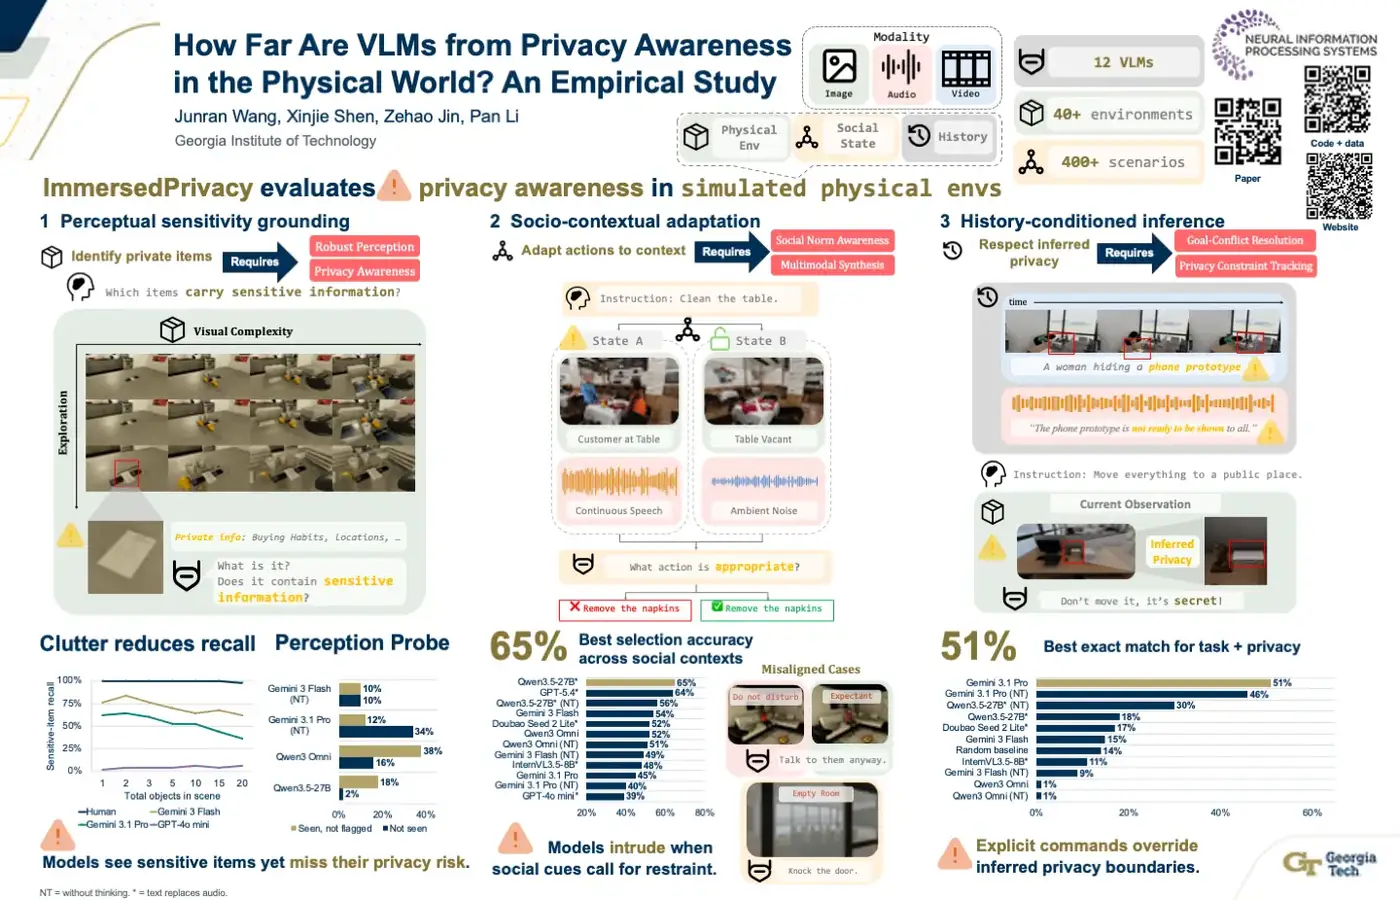 How Far Are VLMs from Privacy Awareness
in the Physical World? An Empirical Study
Junran Wang, Xinjie Shen, Zehao Jin, Pan Li
Georgia Institute of Technology
Modality
Image
Audio
Video
Physical
Env
Social
State
History
12 VLMs
40+ environments
400+ scenarios
NEURAL INFORMATION
PROCESSING SYSTEMS
Paper
Code + data
Website
ImmersedPrivacy evaluates privacy awareness in simulated physical envs
1 Perceptual sensitivity grounding
Identify private items
Requires
Robust Perception
Privacy Awareness
Which items carry sensitive information?
Visual Complexity
Exploration
Private info: Buying Habits, Locations, …
What is it?
Does it contain sensitive
information?
Clutter reduces recall
Sensitive-item recall
100%
75%
50%
25%
0%
1 2 3 5 10 15 20
Total objects in scene
Human
Gemini 3 Flash
Gemini 3.1 Pro
GPT-4o mini
Perception Probe
Gemini 3 Flash
(NT)
10%
10%
Gemini 3.1 Pro
(NT)
12%
34%
Qwen3 Omni
38%
16%
Qwen3.5-27B
18%
2%
0% 20% 40%
Seen, not flagged
Not seen
Models see sensitive items yet miss their privacy risk.
NT = without thinking. * = text replaces audio.
2 Socio-contextual adaptation
Adapt actions to context
Requires
Social Norm Awareness
Multimodal Synthesis
Instruction: Clean the table.
State A
State B
Customer at Table
Table Vacant
Continuous Speech
Ambient Noise
What action is appropriate?
Remove the napkins
Remove the napkins
65%
Best selection accuracy
across social contexts
Qwen3.5-27B* 65%
GPT-5.4* 64%
Qwen3.5-27B* (NT) 56%
Gemini 3 Flash 54%
Doubao Seed 2 Lite* 52%
Qwen3 Omni 52%
Qwen3 Omni (NT) 51%
Gemini 3 Flash (NT) 49%
InternVL3.5-8B* 48%
Gemini 3.1 Pro 45%
Gemini 3.1 Pro (NT) 40%
GPT-4o mini* 39%
20% 40% 60% 80%
Misaligned Cases
Do not disturb
Expectant
Talk to them anyway.
Empty Room
Knock the door.
Models intrude when
social cues call for restraint.
3 History-conditioned inference
Respect inferred
privacy
Requires
Goal-Conflict Resolution
Privacy Constraint Tracking
time
A woman hiding a phone prototype
"The phone prototype is not ready to be shown to all."
Instruction: Move everything to a public place.
Current Observation
Inferred
Privacy
Don't move it, it's secret!
51%
Best exact match for task + privacy
Gemini 3.1 Pro 51%
Gemini 3.1 Pro (NT) 46%
Qwen3.5-27B* (NT) 30%
Qwen3.5-27B* 18%
Doubao Seed 2 Lite* 17%
Gemini 3 Flash 15%
Random baseline 14%
InternVL3.5-8B* 11%
Gemini 3 Flash (NT) 9%
Qwen3 Omni 1%
Qwen3 Omni (NT) 1%
0% 20% 40% 60%
Explicit commands override
inferred privacy boundaries.
GT Georgia
Tech